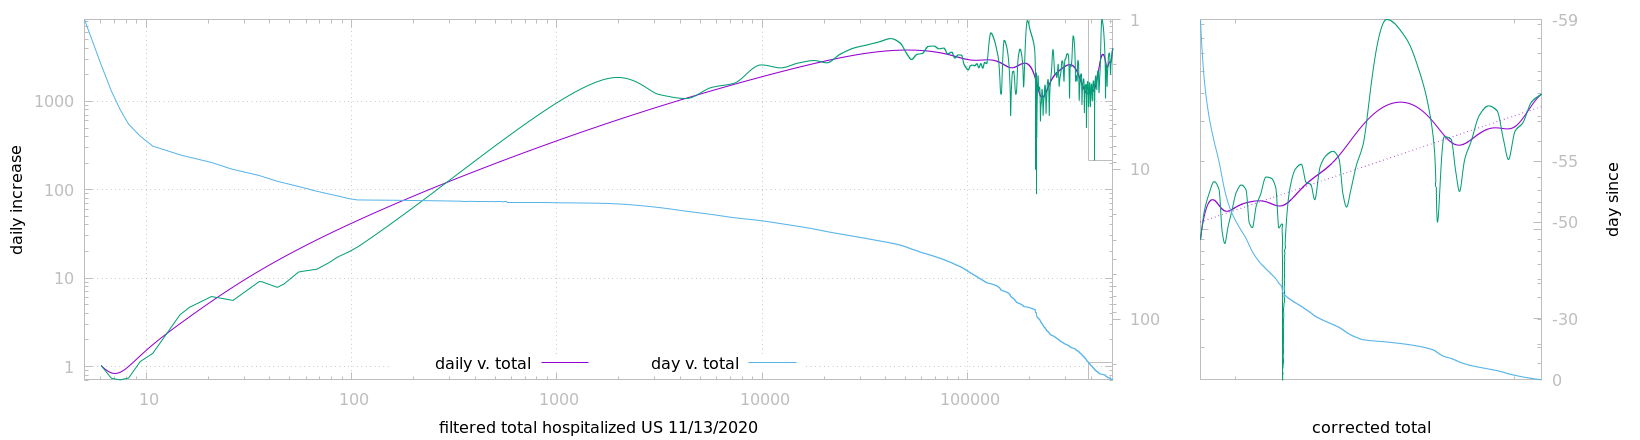 daily increase
1000
100
10
1
10
100
1000
10000
100000
daily v. total
day v. total
filtered total hospitalized US 11/13/2020
1
10
100
-59
-55
-50
-30
0
day since
corrected total